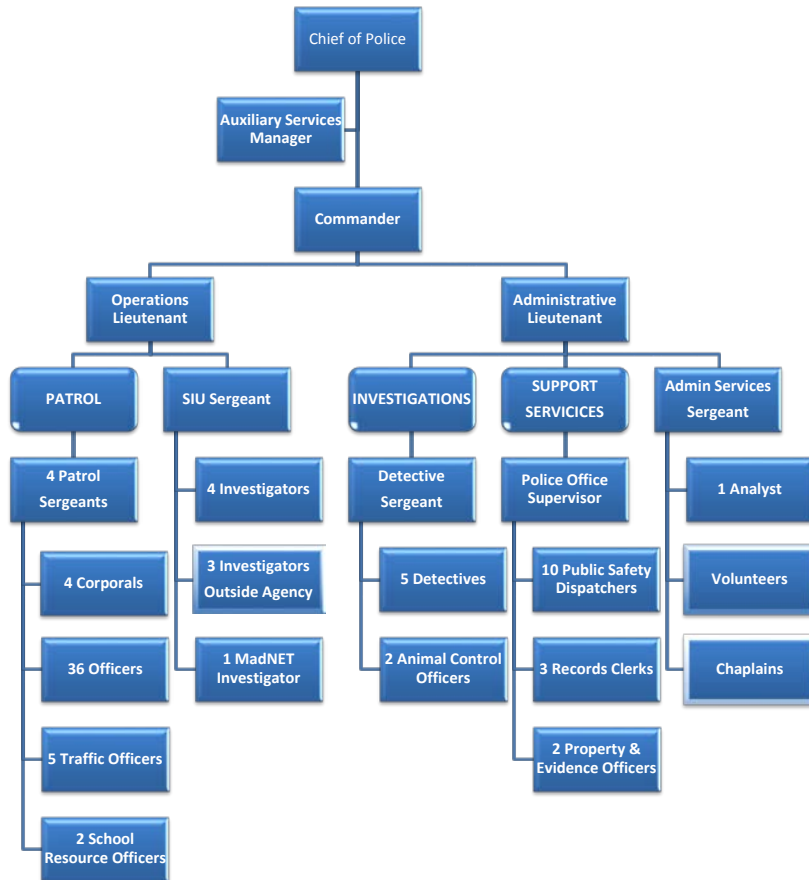 Chief of Police
Auxiliary Services
Manager
Commander
Operations
Lieutenant
Administrative
Lieutenant
PATROL
SIU Sergeant
INVESTIGATIONS
SUPPORT
SERVICICES
Admin Services
Sergeant
4 Patrol
Sergeants
4 Investigators
Detective
Sergeant
Police Office
Supervisor
1 Analyst
4 Corporals
3 Investigators
Outside Agency
5 Detectives
10 Public Safety
Dispatchers
Volunteers
36 Officers
1 MadNET
Investigator
2 Animal Control
Officers
3 Records Clerks
Chaplains
5 Traffic Officers
2 Property &
Evidence Officers
2 School
Resource Officers